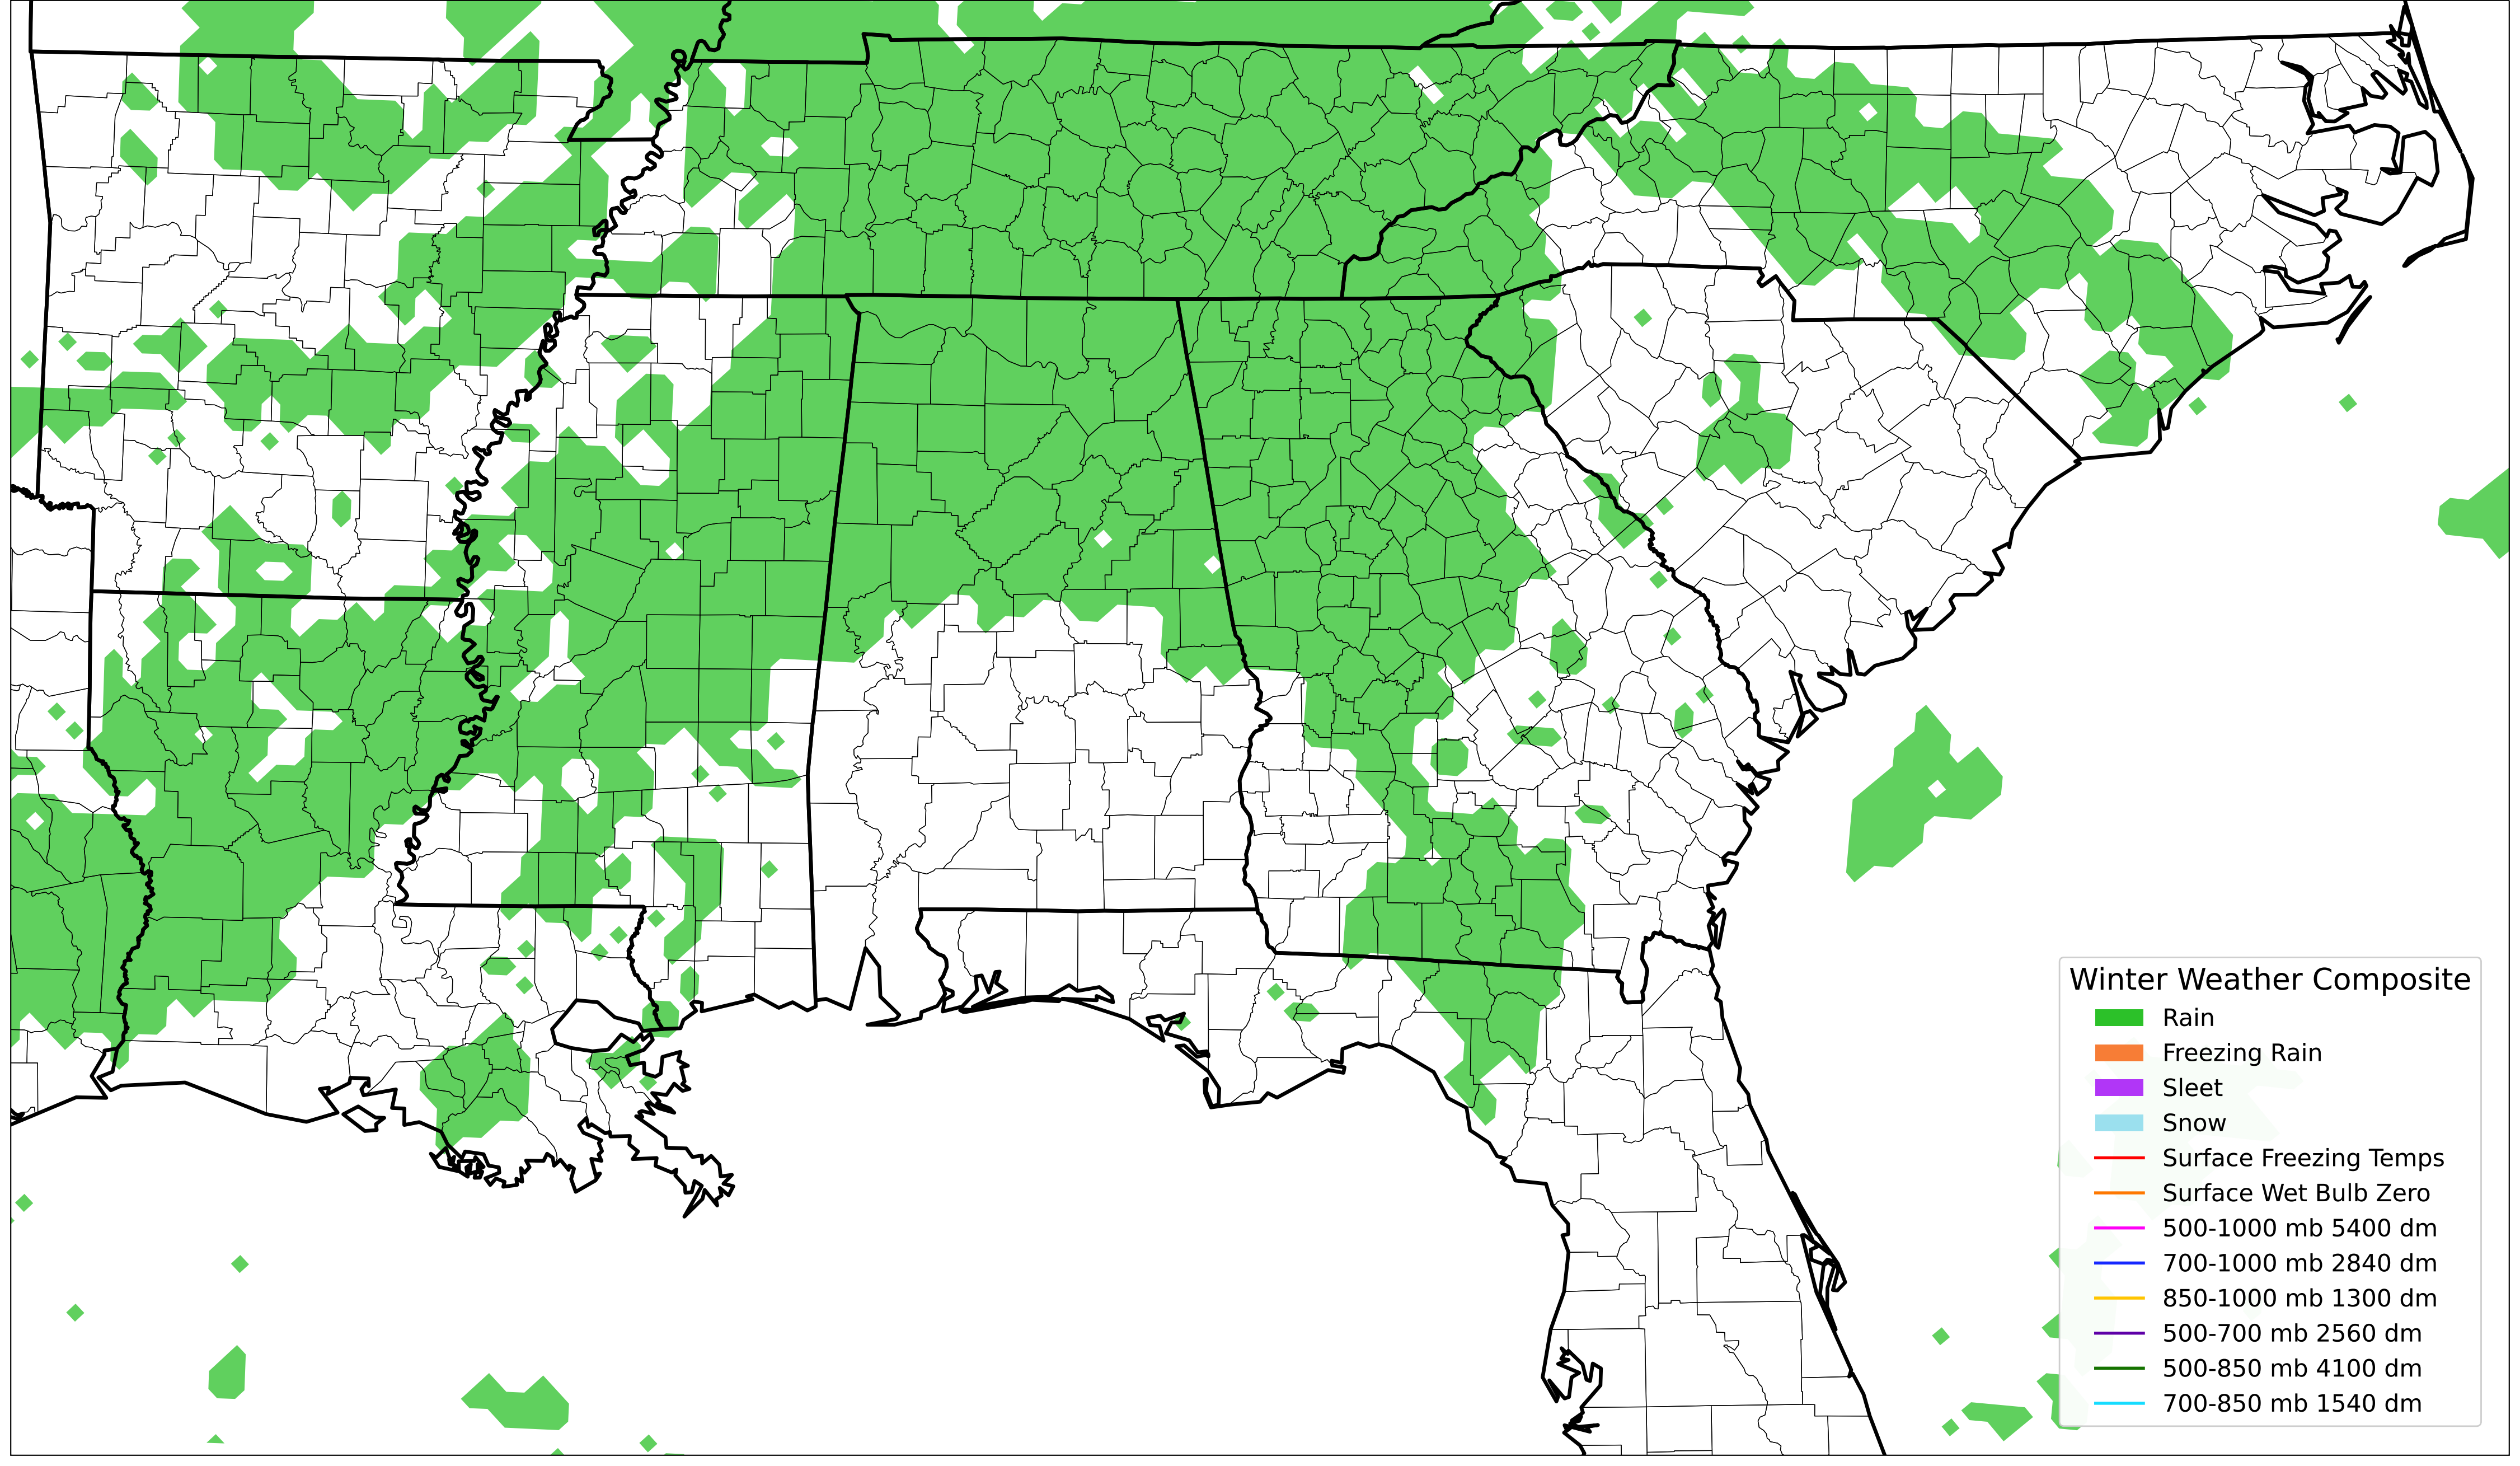 Winter Weather Composite
Rain
Freezing Rain
Sleet
Snow
Surface Freezing Temps
Surface Wet Bulb Zero
500-1000 mb 5400 dm
700-1000 mb 2840 dm
850-1000 mb 1300 dm
500-700 mb 2560 dm
500-850 mb 4100 dm
700-850 mb 1540 dm